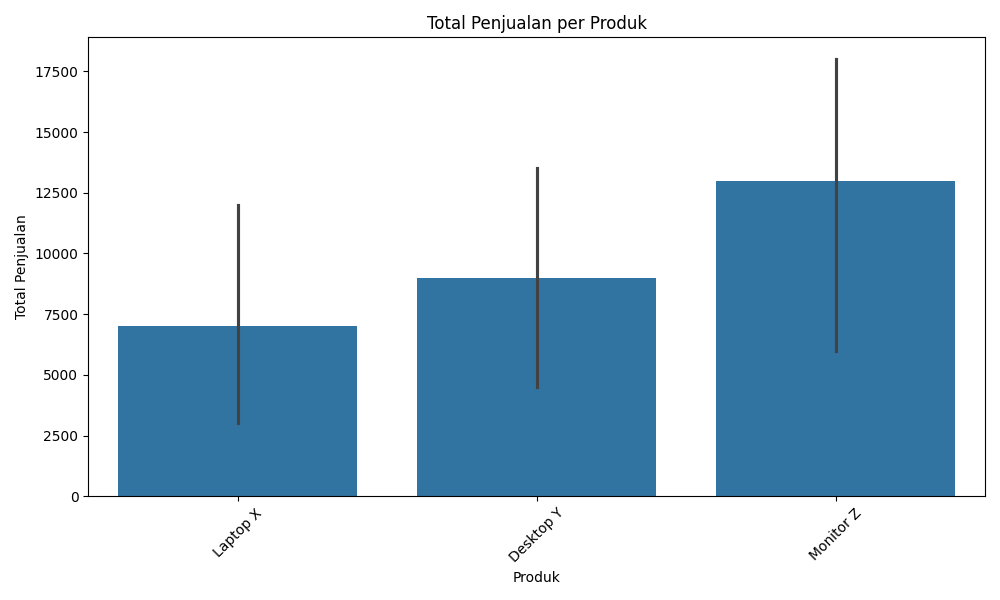 Total Penjualan per Produk
Total Penjualan
17500
15000
12500
10000
7500
5000
2500
0
Laptop X
Desktop Y
Monitor Z
Produk